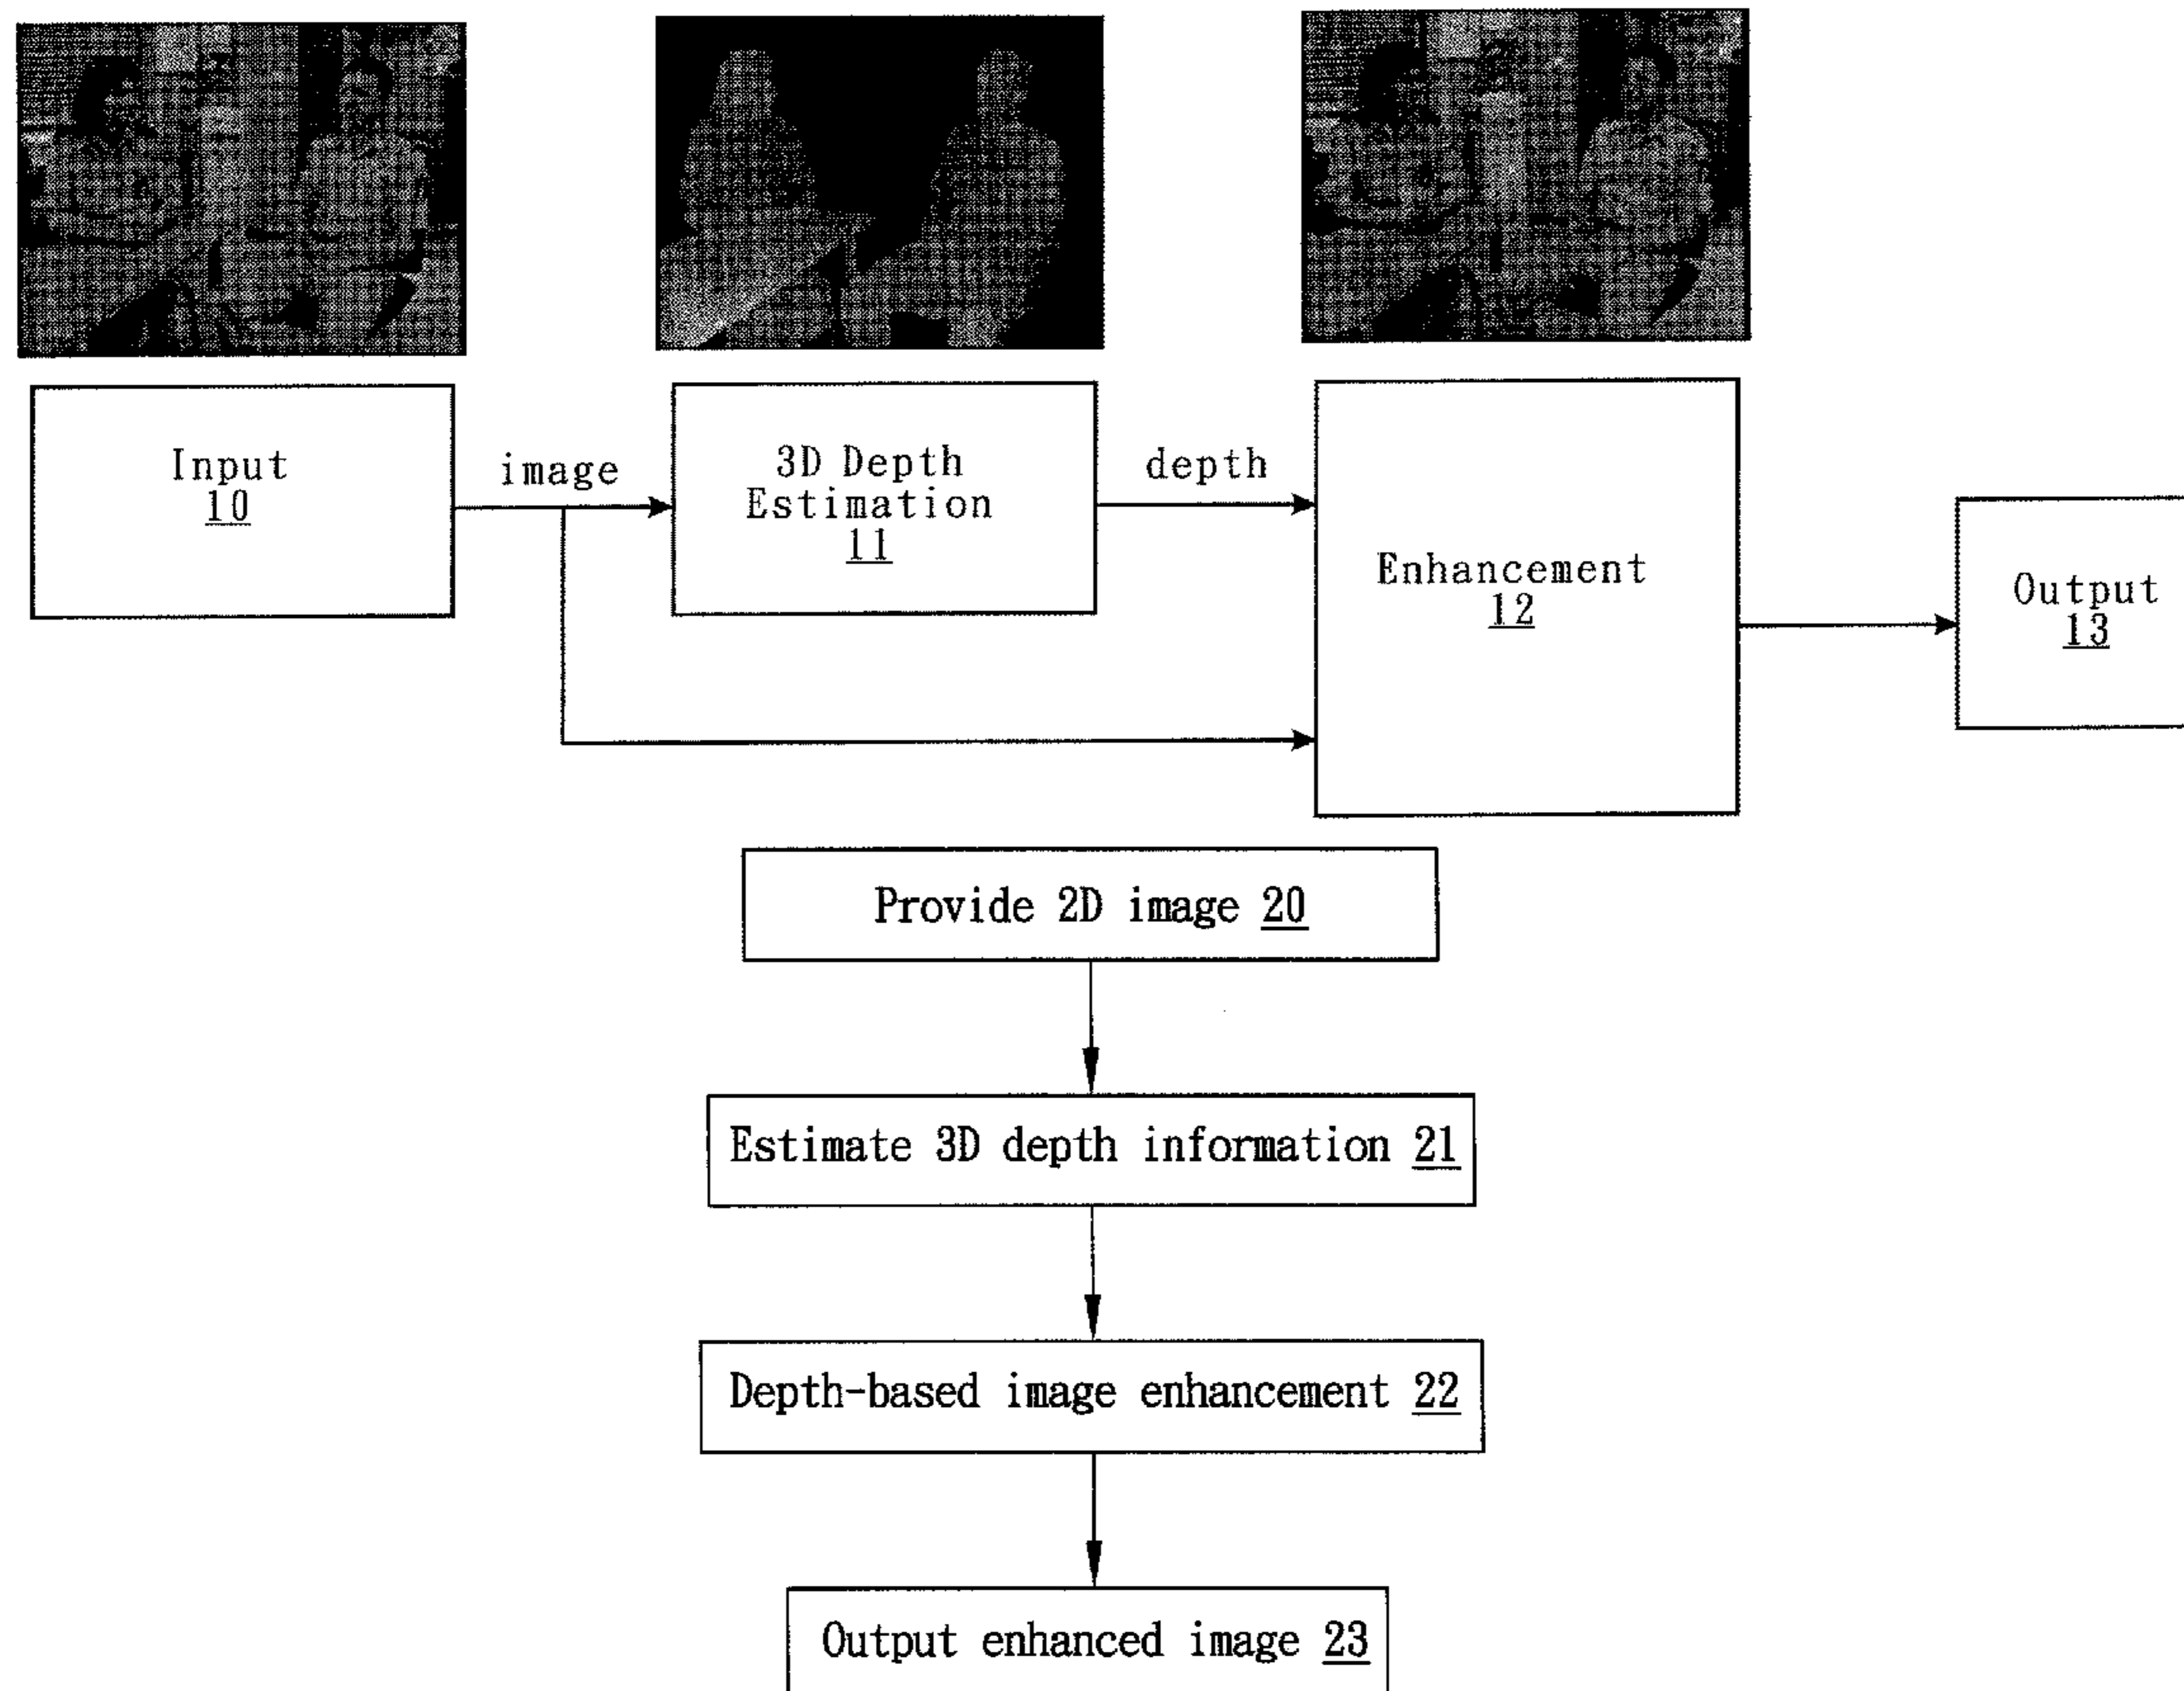 Input
10
image
3D Depth
Estimation
11
depth
Enhancement
12
Output
13
Provide 2D image 20
Estimate 3D depth information 21
Depth-based image enhancement 22
Output enhanced image 23